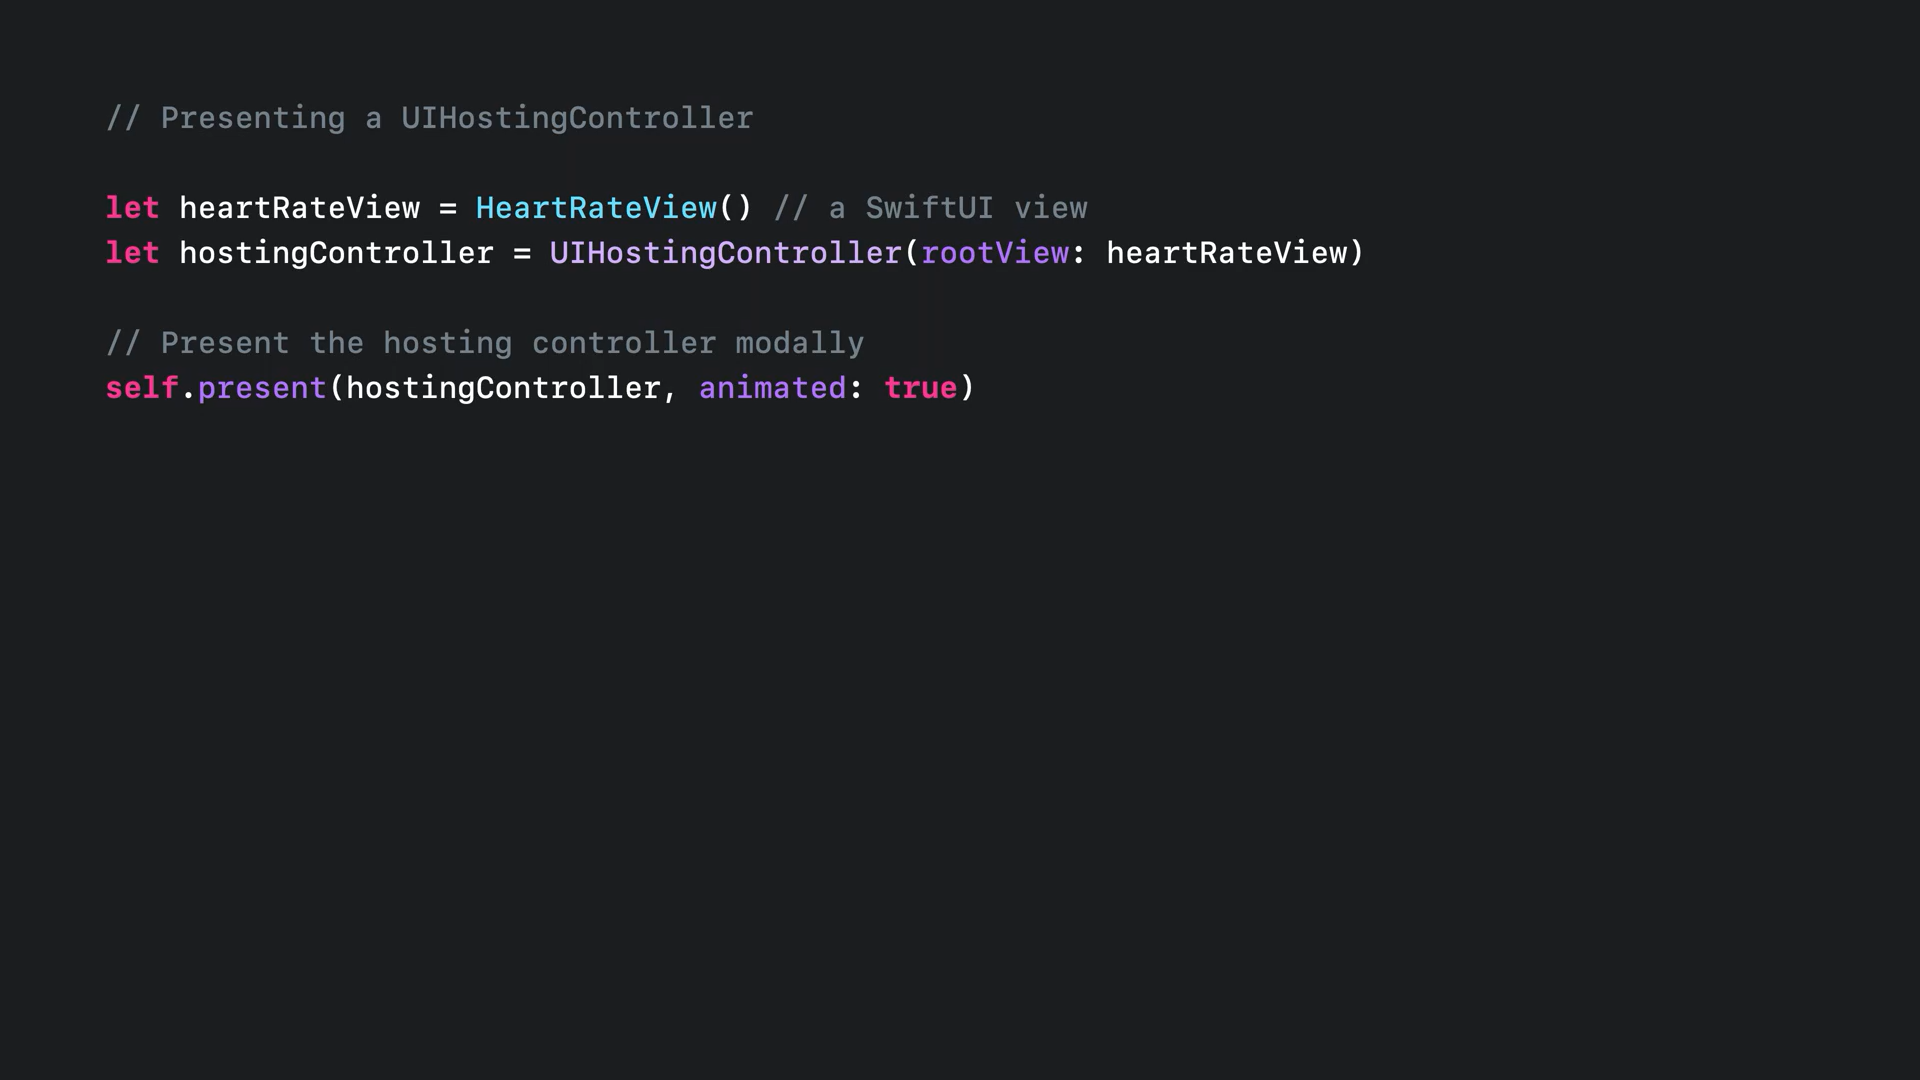 // Presenting a UIHostingController
let heartRateView = HeartRateView() // a SwiftUI view
let hostingController = UIHostingController(rootView: heartRateView)
// Present the hosting controller modally
self.present(hostingController, animated: true)